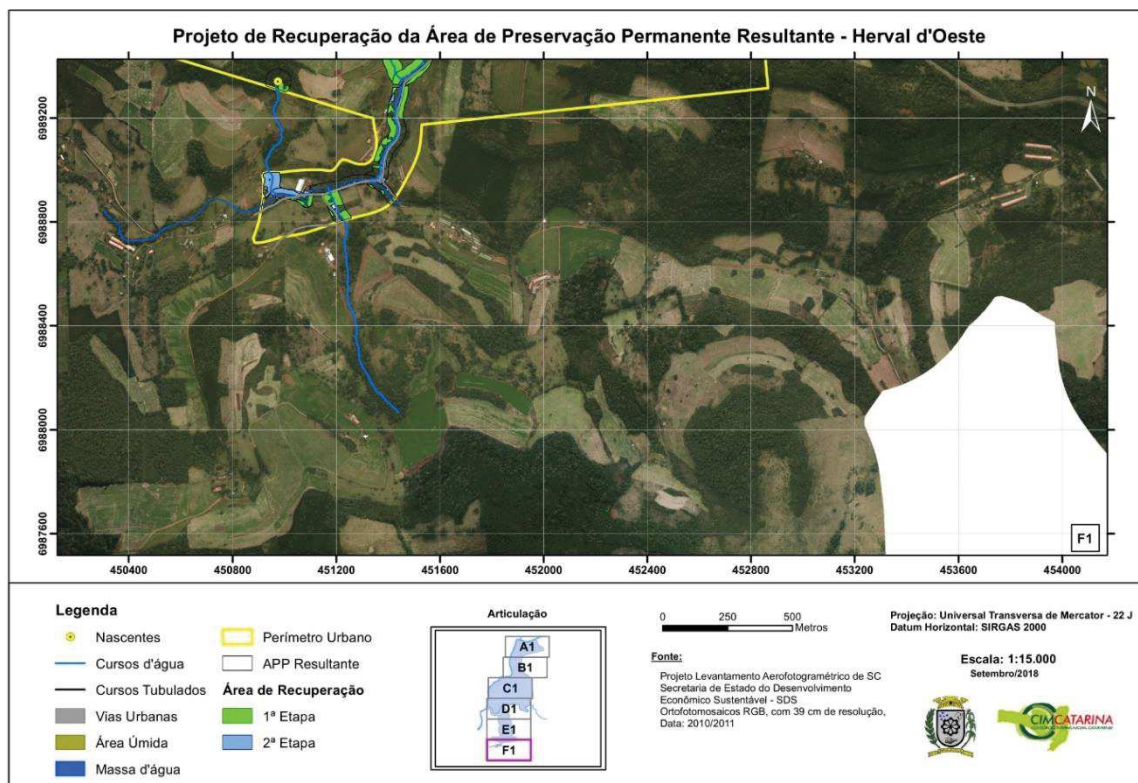 Projeto de Recuperação da Área de Preservação Permanente Resultante - Herval d'Oeste
N
6989200
6988800
6988400
6988000
6987600
F1
450400 450800 451200 451600 452000 452400 452800 453200 453600 454000
Legenda
Nascentes
Cursos d'água
Cursos Tubulados
Vias Urbanas
Área Úmida
Massa d'água
Perímetro Urbano
APP Resultante
Área de Recuperação
1ª Etapa
2ª Etapa
Articulação
A1
B1
C1
D1
E1
F1
0 250 500
Metros
Fonte:
Projeto Levantamento Aerofotogramétrico de SC
Secretaria de Estado do Desenvolvimento
Econômico Sustentável - SDS
Ortofotomosaicos RGB, com 39 cm de resolução,
Data: 2010/2011
Projeção: Universal Transversa de Mercator - 22 J
Datum Horizontal: SIRGAS 2000
Escala: 1:15.000
Setembro/2018
CIMCATARINA